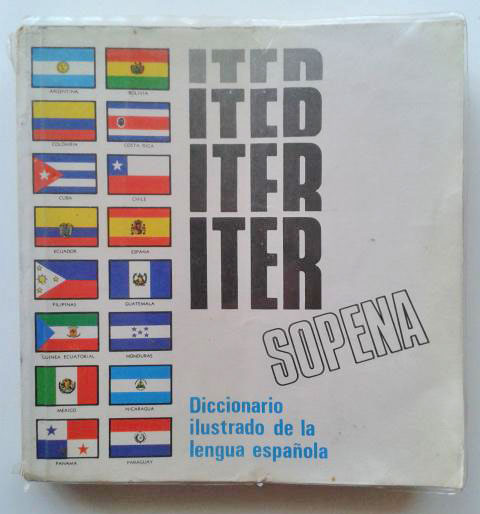 ITER
ITER
ITER
ITER
SOPENA
Diccionario
ilustrado de la
lengua española
ARGENTINA
BOLIVIA
COLOMBIA
COSTA RICA
CUBA
CHILE
ECUADOR
ESPAÑA
FILIPINAS
GUATEMALA
GUINEA ECUATORIAL
HONDURAS
MEXICO
NICARAGUA
PANAMA
PARAGUAY